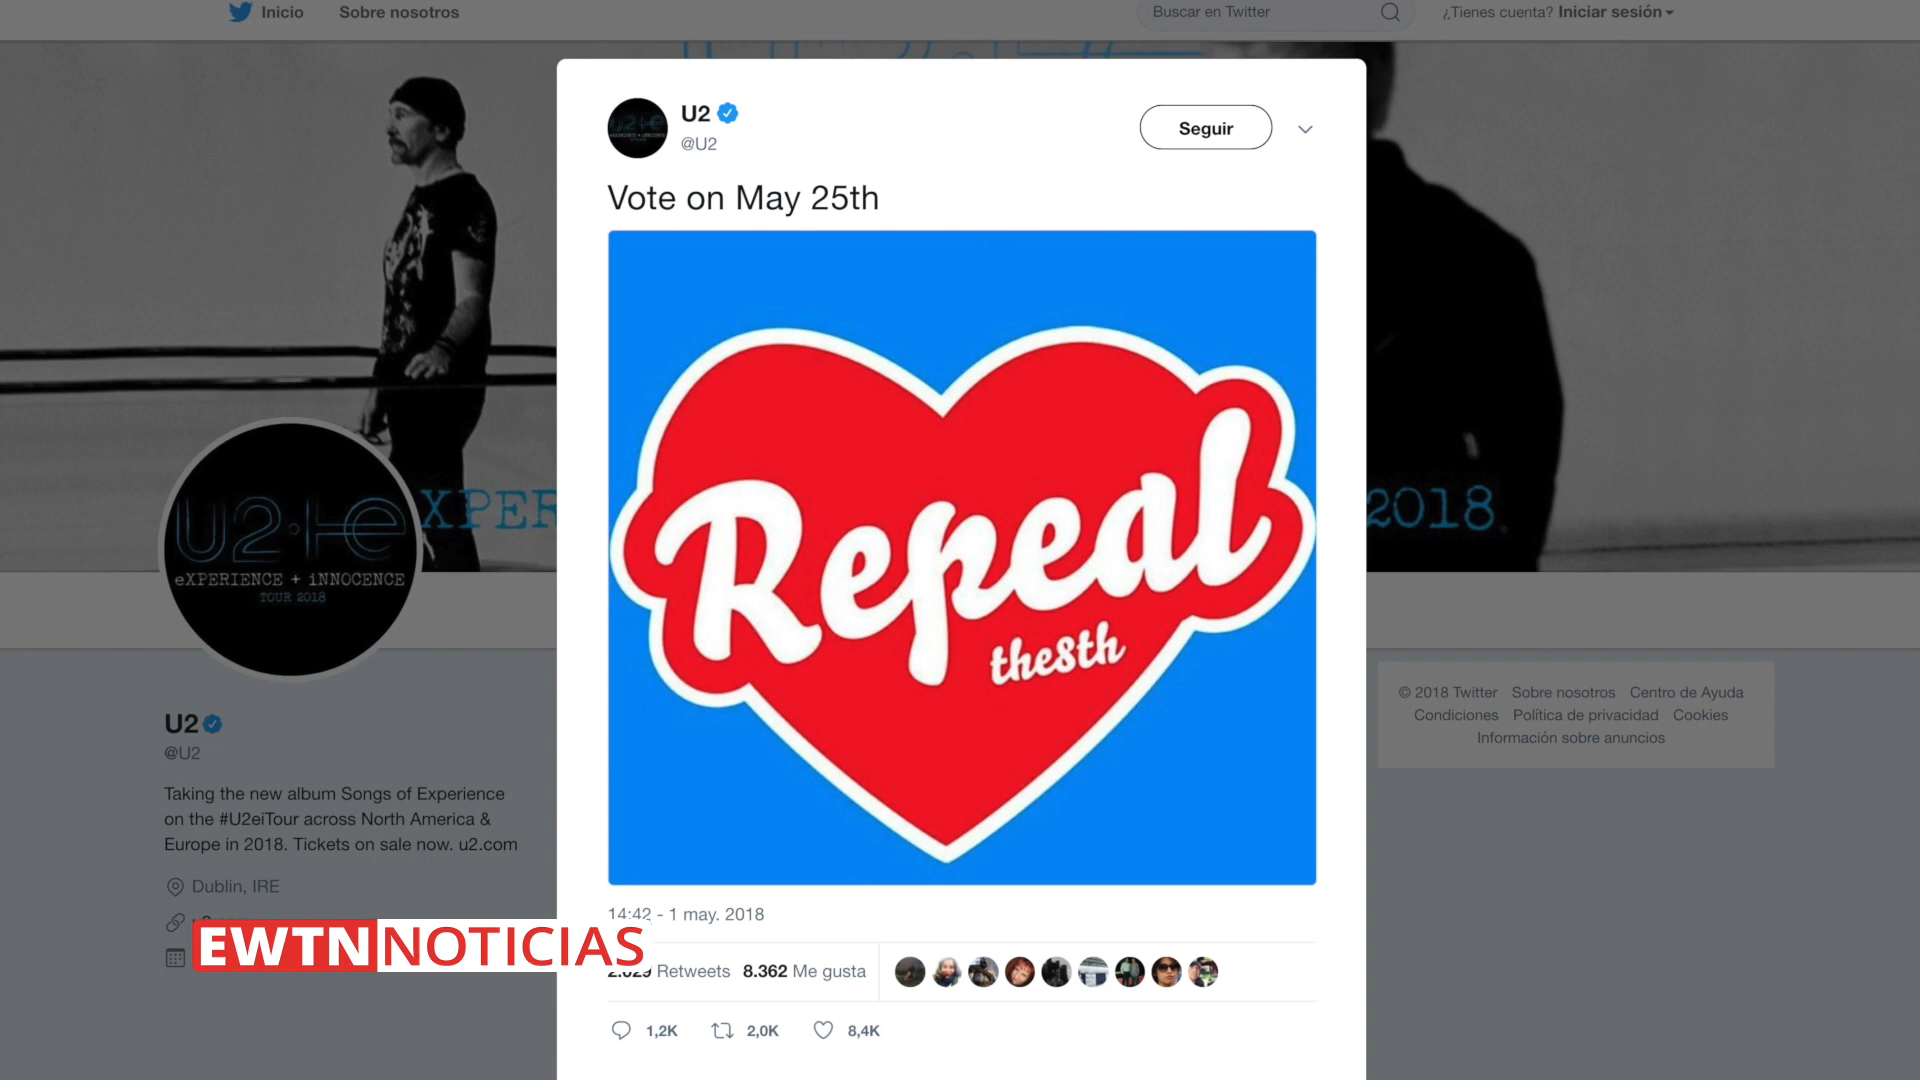 Inicio
Sobre nosotros
Buscar en Twitter
¿Tienes cuenta? Iniciar sesión
U2
@U2
Seguir
Vote on May 25th
Repeal
the8th
14:42 - 1 may. 2018
Retweets 8.362 Me gusta
1,2K 2,0K 8,4K
U2
eXPERIENCE + iNNOCENCE
TOUR 2018
2018
U2
@U2
Taking the new album Songs of Experience
on the #U2eiTour across North America &
Europe in 2018. Tickets on sale now. u2.com
Dublin, IRE
EWTN NOTICIAS
© 2018 Twitter Sobre nosotros Centro de Ayuda
Condiciones Política de privacidad Cookies
Información sobre anuncios